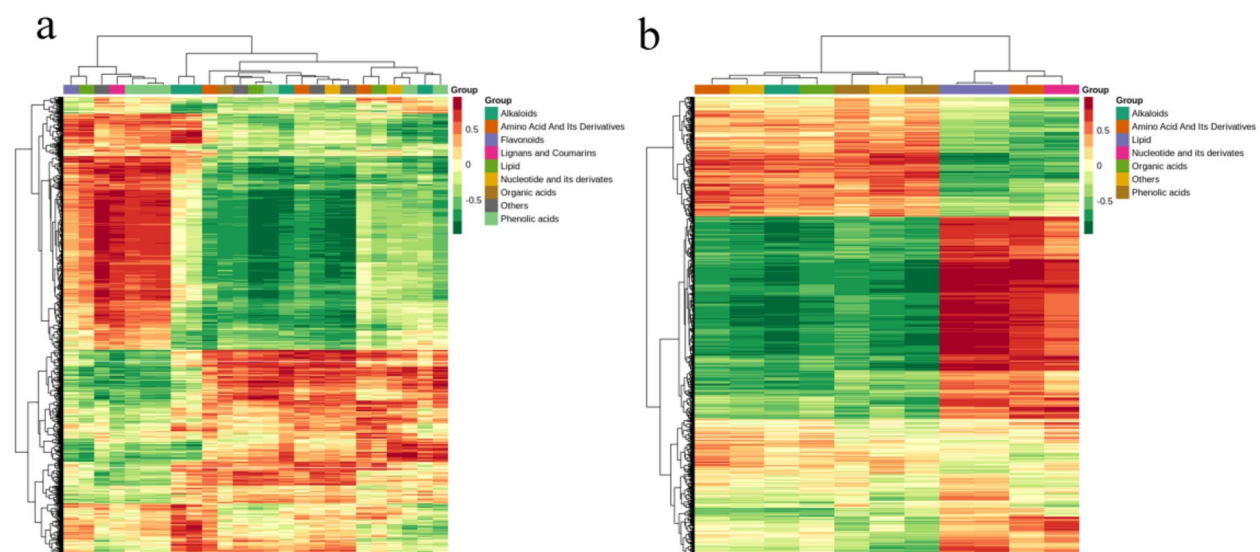 a
Group
0.5
0
-0.5
Group
Alkaloids
Amino Acid And Its Derivatives
Flavonoids
Lignans and Coumarins
Lipid
Nucleotide and its derivates
Organic acids
Others
Phenolic acids
b
Group
0.5
0
-0.5
Group
Alkaloids
Amino Acid And Its Derivatives
Lipid
Nucleotide and its derivates
Organic acids
Others
Phenolic acids